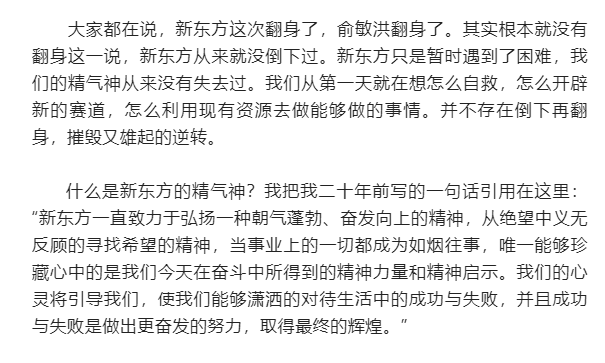 大家都在说，新东方这次翻身了，俞敏洪翻身了。其实根本就没有
翻身这一说，新东方从来就没倒下过。新东方只是暂时遇到了困难，我
们的精气神从来没有失去过。我们从第一天就在想怎么自救，怎么开辟
新的赛道，怎么利用现有资源去做能够做的事情。并不存在倒下再翻
身，摧毁又雄起的逆转。
什么是新东方的精气神？我把我二十年前写的一句话引用在这里：
“新东方一直致力于弘扬一种朝气蓬勃、奋发向上的精神，从绝望中义无
反顾的寻找希望的精神，当事业上的一切都成为如烟往事，唯一能够珍
藏心中的是我们今天在奋斗中所得到的精神力量和精神启示。我们的心
灵将引导我们，使我们能够潇洒的对待生活中的成功与失败，并且成功
与失败是做出更奋发的努力，取得最终的辉煌。”